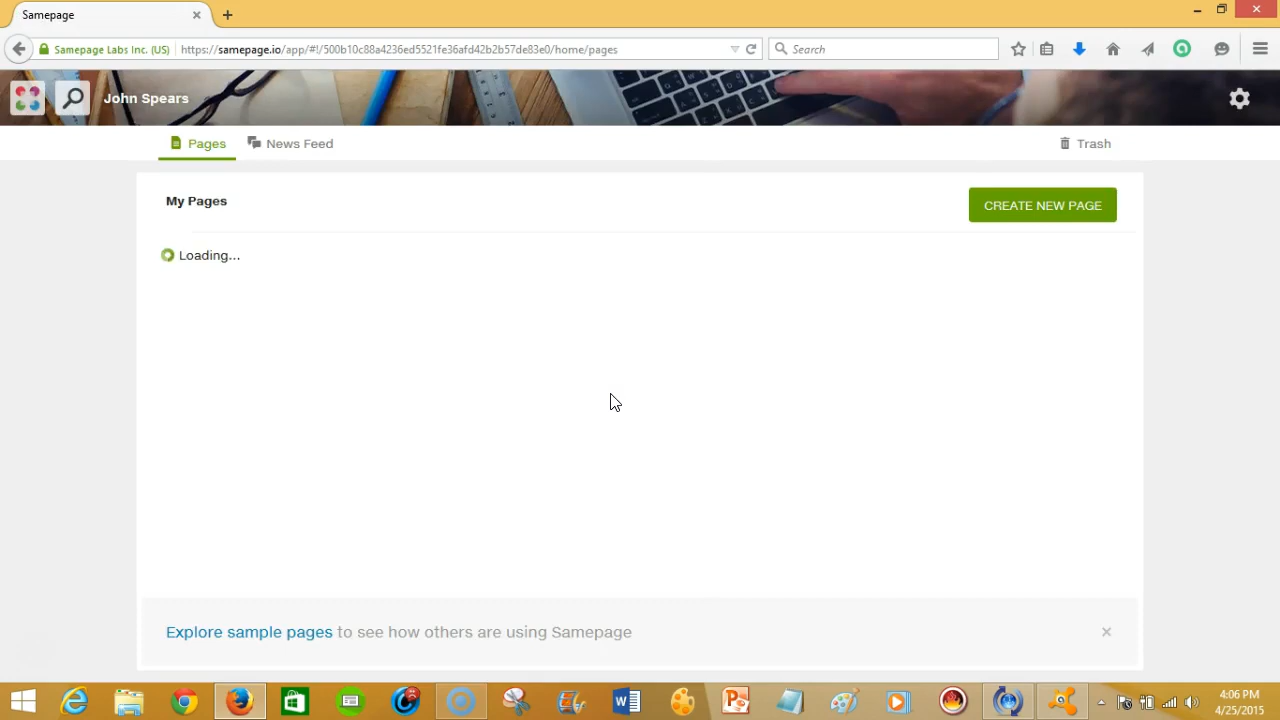 Samepage
Samepage Labs Inc. (US)
https://samepage.io/app/#!/500b10c88a4236ed5521fe36afd42b2b57de83e0/home/pages
Search
John Spears
Pages
News Feed
Trash
My Pages
CREATE NEW PAGE
Loading...
Explore sample pages to see how others are using Samepage
4:06 PM
4/25/2015